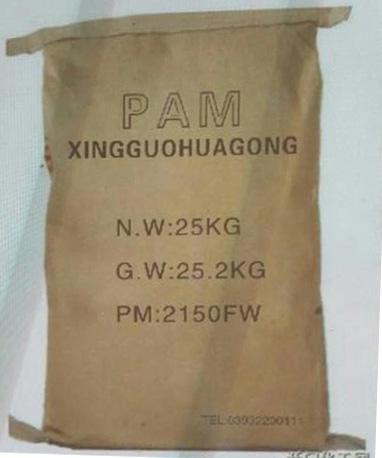 PAM
XINGGUOHUAGONG
N.W:25KG
G.W:25.2KG
PM:2150FW